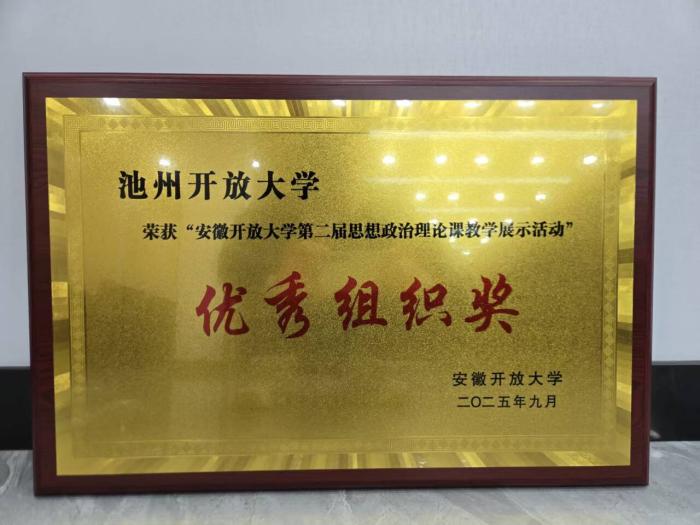 池州开放大学
荣获“安徽开放大学第二届思想政治理论课教学展示活动”
优秀组织奖
安徽开放大学
二〇二五年九月